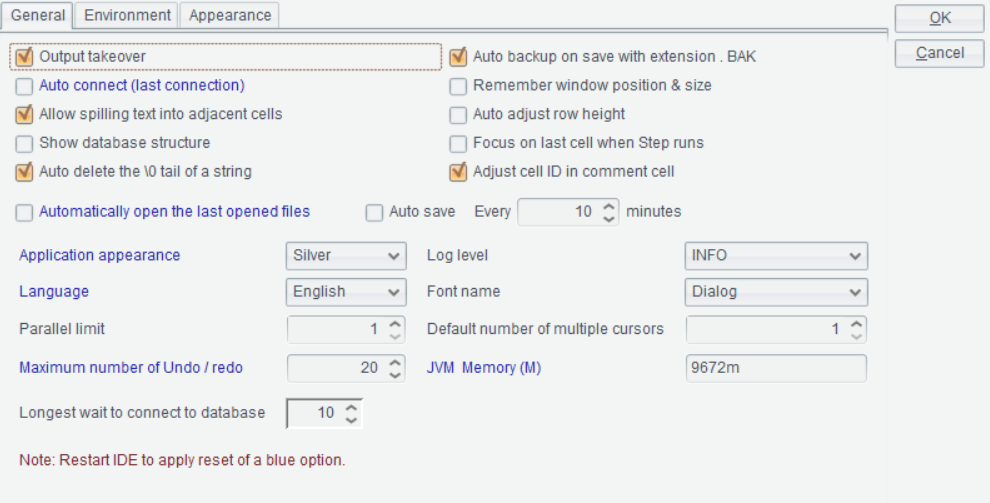 General Environment Appearance
OK
Cancel
Output takeover
Auto backup on save with extension . BAK
Auto connect (last connection)
Remember window position & size
Allow spilling text into adjacent cells
Auto adjust row height
Show database structure
Focus on last cell when Step runs
Auto delete the \0 tail of a string
Adjust cell ID in comment cell
Automatically open the last opened files
Auto save Every 10 minutes
Application appearance Silver
Log level INFO
Language English
Font name Dialog
Parallel limit 1
Default number of multiple cursors 1
Maximum number of Undo / redo 20
JVM Memory (M) 9672m
Longest wait to connect to database 10
Note: Restart IDE to apply reset of a blue option.